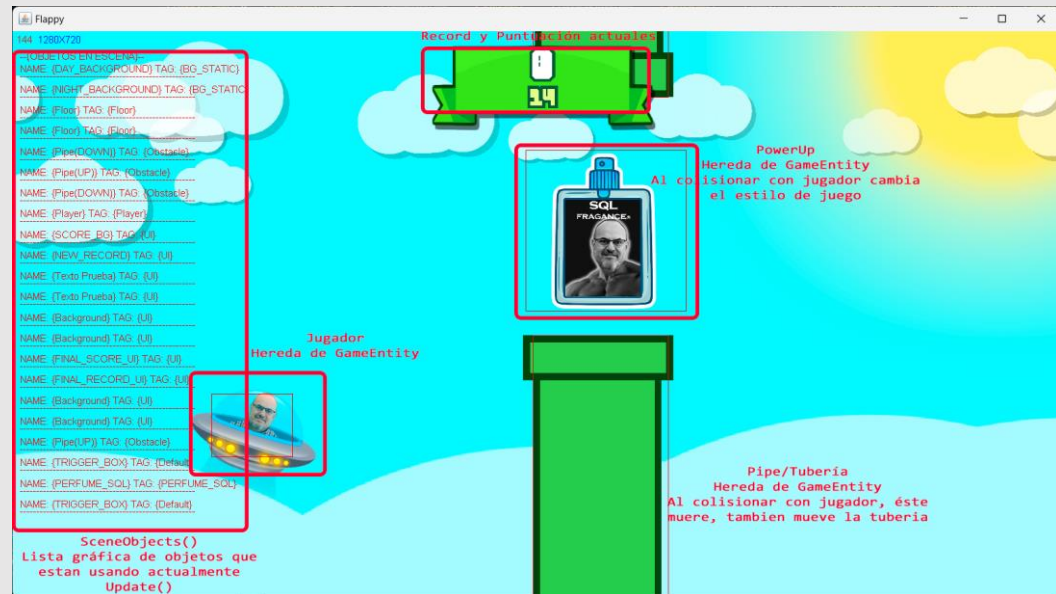 Flappy
144 1280X720
--{OBJETOS EN ESCENA}--
NAME: {DAY_BACKGROUND} TAG: {BG_STATIC}
NAME: {NIGHT_BACKGROUND} TAG: {BG_STATIC
NAME: {Floor} TAG: {Floor}
NAME: {Floor} TAG: {Floor}
NAME: {Pipe(DOWN)} TAG: {Obstacle}
NAME: {Pipe(UP)} TAG: {Obstacle}
NAME: {Pipe(DOWN)} TAG: {Obstacle}
NAME: {Player} TAG: {Player}
NAME: {SCORE_BG} TAG: {UI}
NAME: {NEW_RECORD} TAG: {UI}
NAME: {Texto Prueba} TAG: {UI}
NAME: {Texto Prueba} TAG: {UI}
NAME: {Background} TAG: {UI}
NAME: {Background} TAG: {UI}
NAME: {FINAL_SCORE_UI} TAG: {UI}
NAME: {FINAL_RECORD_UI} TAG: {UI}
NAME: {Background} TAG: {UI}
NAME: {Background} TAG: {UI}
NAME: {Pipe(UP)} TAG: {Obstacle}
NAME: {TRIGGER_BOX} TAG: {Default}
NAME: {PERFUME_SQL} TAG: {PERFUME_SQL}
NAME: {TRIGGER_BOX} TAG: {Default}
SceneObjects()
Lista gráfica de objetos que
estan usando actualmente
Update()
Record y Puntuación actuales
14
Jugador
Hereda de GameEntity
SQL
FRAGANCE
PowerUp
Hereda de GameEntity
Al colisionar con jugador cambia
el estilo de juego
Pipe/Tubería
Hereda de GameEntity
Al colisionar con jugador, éste
muere, tambien mueve la tuberia